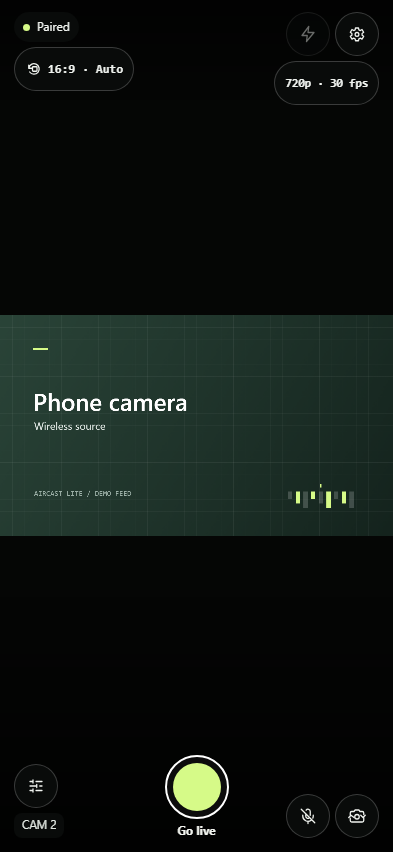 Paired
16:9 · Auto
720p · 30 fps
Phone camera
Wireless source
AIRCAST LITE / DEMO FEED
CAM 2
Go live